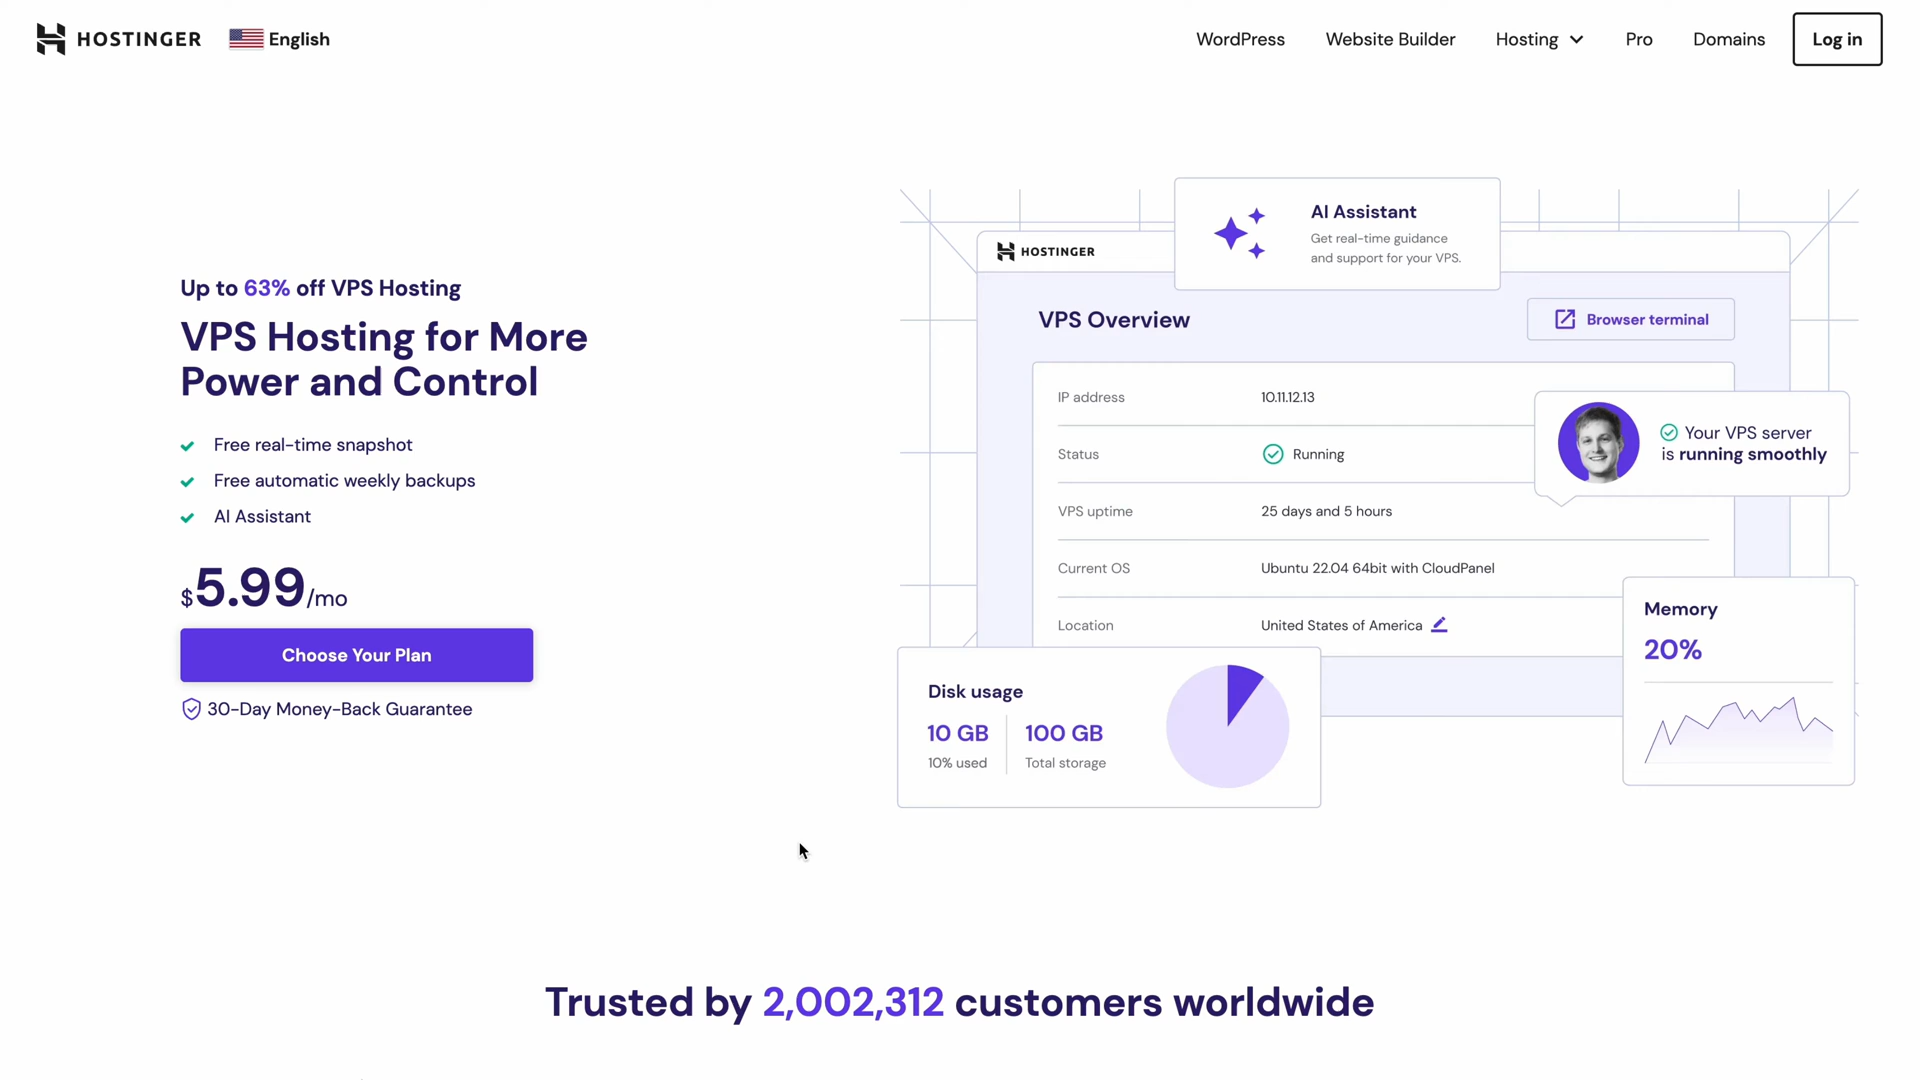 HOSTINGER
English
WordPress
Website Builder
Hosting
Pro
Domains
Log in
Up to 63% off VPS Hosting
VPS Hosting for More
Power and Control
Free real-time snapshot
Free automatic weekly backups
AI Assistant
$5.99/mo
Choose Your Plan
30-Day Money-Back Guarantee
AI Assistant
Get real-time guidance
and support for your VPS.
HOSTINGER
VPS Overview
Browser terminal
IP address 10.11.12.13
Status Running
VPS uptime 25 days and 5 hours
Current OS Ubuntu 22.04 64bit with CloudPanel
Location United States of America
Your VPS server
is running smoothly
Memory
20%
Disk usage
10 GB 100 GB
10% used Total storage
Trusted by 2,002,312 customers worldwide